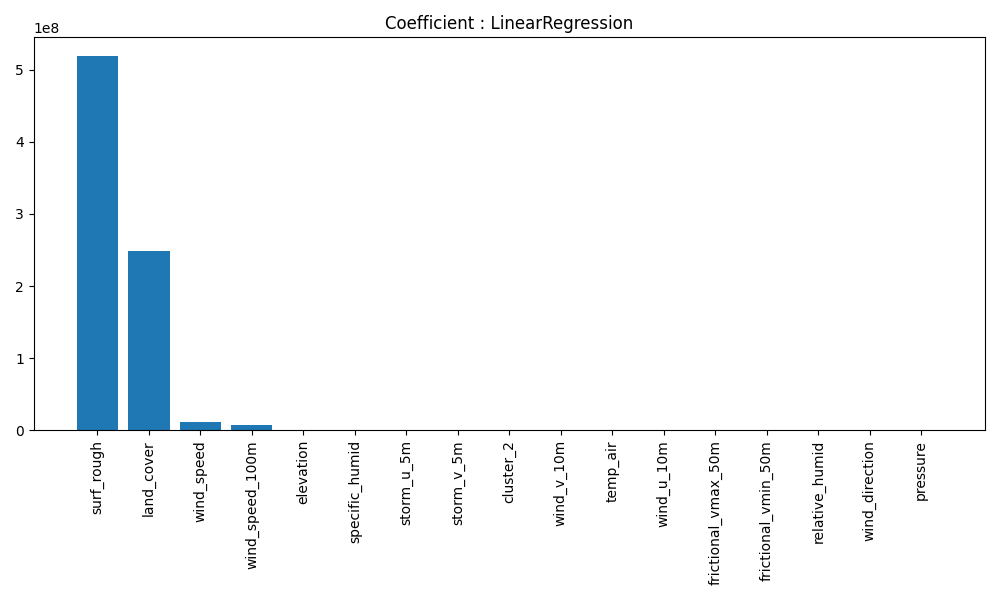 Coefficient : LinearRegression
1e8
5
4
3
2
1
0
surf_rough
land_cover
wind_speed
wind_speed_100m
elevation
specific_humid
storm_u_5m
storm_v_5m
cluster_2
wind_v_10m
temp_air
wind_u_10m
frictional_vmax_50m
frictional_vmin_50m
relative_humid
wind_direction
pressure